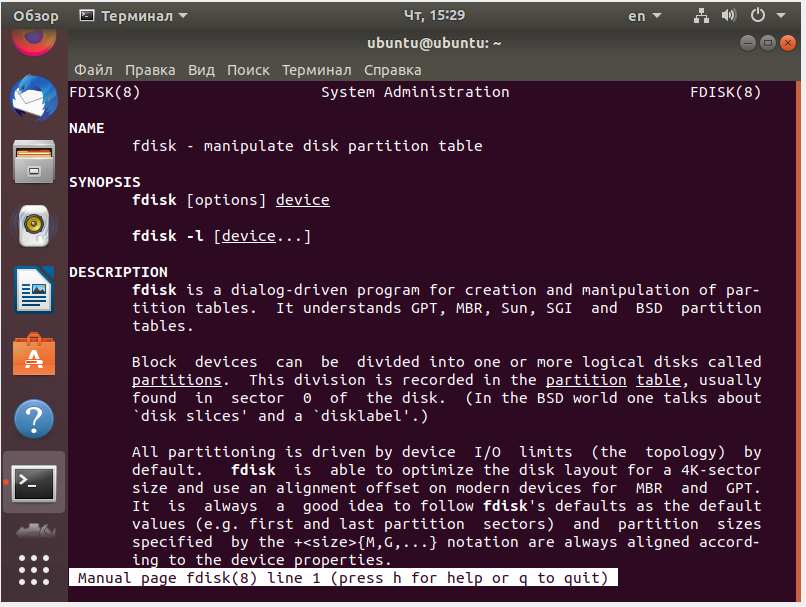 Обзор Терминал Чт, 15:29 en
ubuntu@ubuntu: ~
Файл Правка Вид Поиск Терминал Справка
FDISK(8) System Administration FDISK(8)
NAME
fdisk - manipulate disk partition table
SYNOPSIS
fdisk [options] device
fdisk -l [device...]
DESCRIPTION
fdisk is a dialog-driven program for creation and manipulation of par-
tition tables. It understands GPT, MBR, Sun, SGI and BSD partition
tables.
Block devices can be divided into one or more logical disks called
partitions. This division is recorded in the partition table, usually
found in sector 0 of the disk. (In the BSD world one talks about
`disk slices' and a `disklabel'.)
All partitioning is driven by device I/O limits (the topology) by
default. fdisk is able to optimize the disk layout for a 4K-sector
size and use an alignment offset on modern devices for MBR and GPT.
It is always a good idea to follow fdisk's defaults as the default
values (e.g. first and last partition sectors) and partition sizes
specified by the +<size>{M,G,...} notation are always aligned accord-
ing to the device properties.
Manual page fdisk(8) line 1 (press h for help or q to quit)